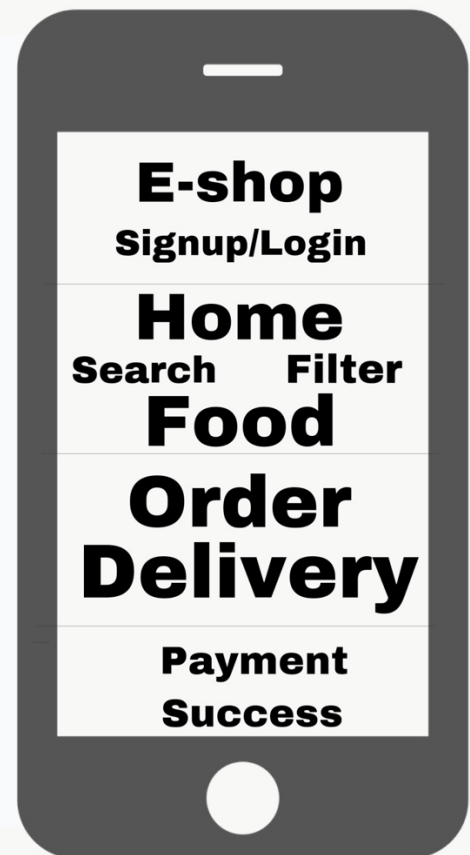 E-shop
Signup/Login
Home
Search Filter
Food
Order
Delivery
Payment
Success